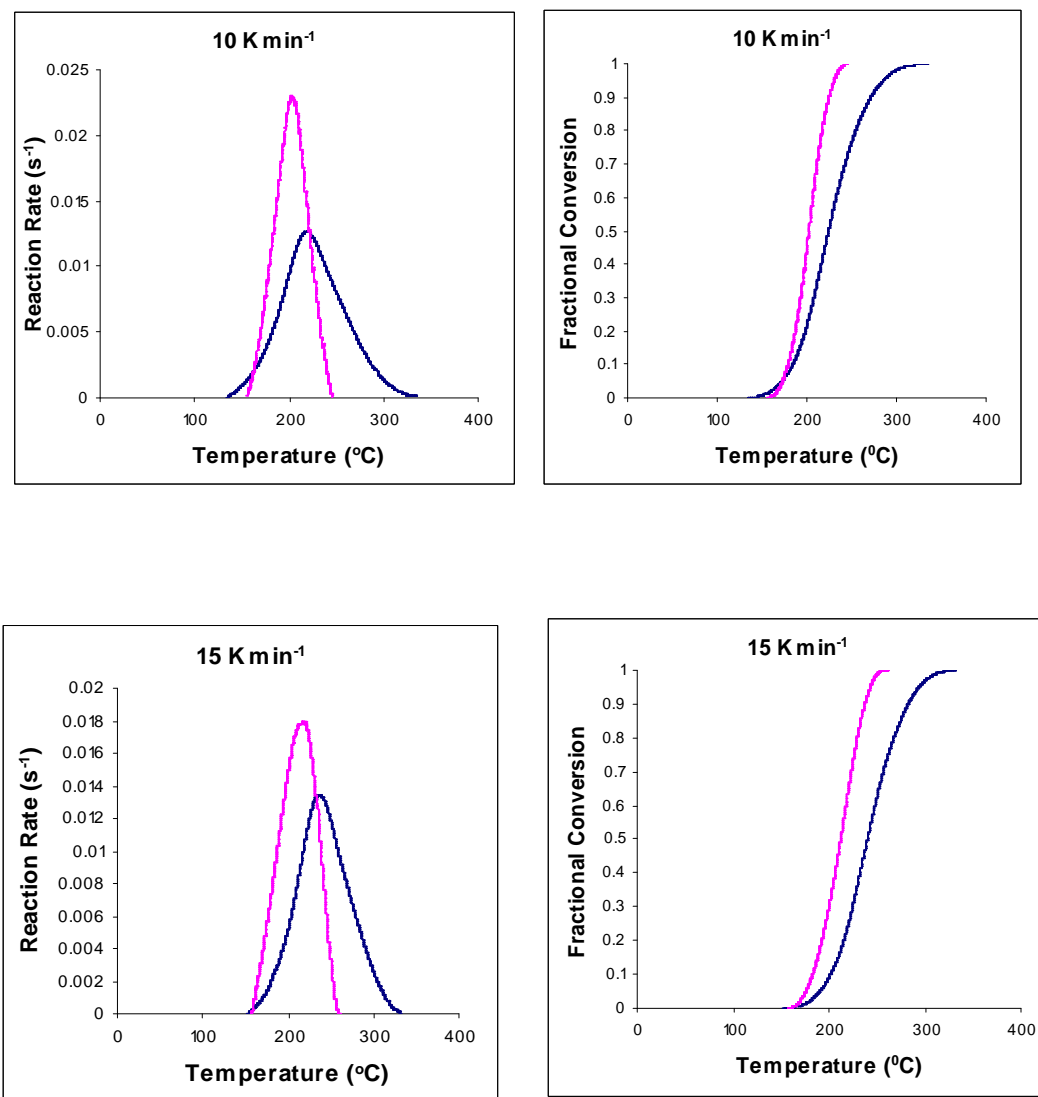 10 K min-1
Reaction Rate (s-1)
0.025
0.02
0.015
0.01
0.005
0
0 100 200 300 400
Temperature (oC)
10 K min-1
Fractional Conversion
1
0.9
0.8
0.7
0.6
0.5
0.4
0.3
0.2
0.1
0
0 100 200 300 400
Temperature (0C)
15 K min-1
Reaction Rate (s-1)
0.02
0.018
0.016
0.014
0.012
0.01
0.008
0.006
0.004
0.002
0
0 100 200 300 400
Temperature (oC)
15 K min-1
Fractional Conversion
1
0.9
0.8
0.7
0.6
0.5
0.4
0.3
0.2
0.1
0
0 100 200 300 400
Temperature (0C)